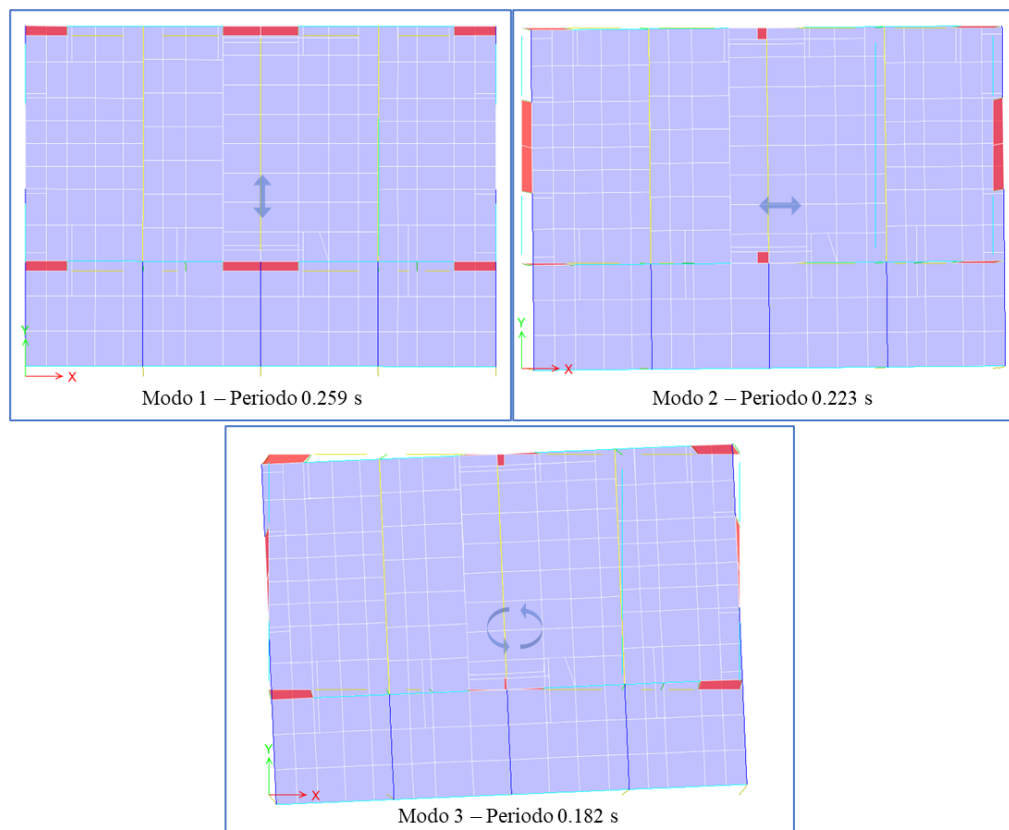 Y
X
Modo 1 – Periodo 0.259 s
Y
X
Modo 2 – Periodo 0.223 s
Y
X
Modo 3 – Periodo 0.182 s